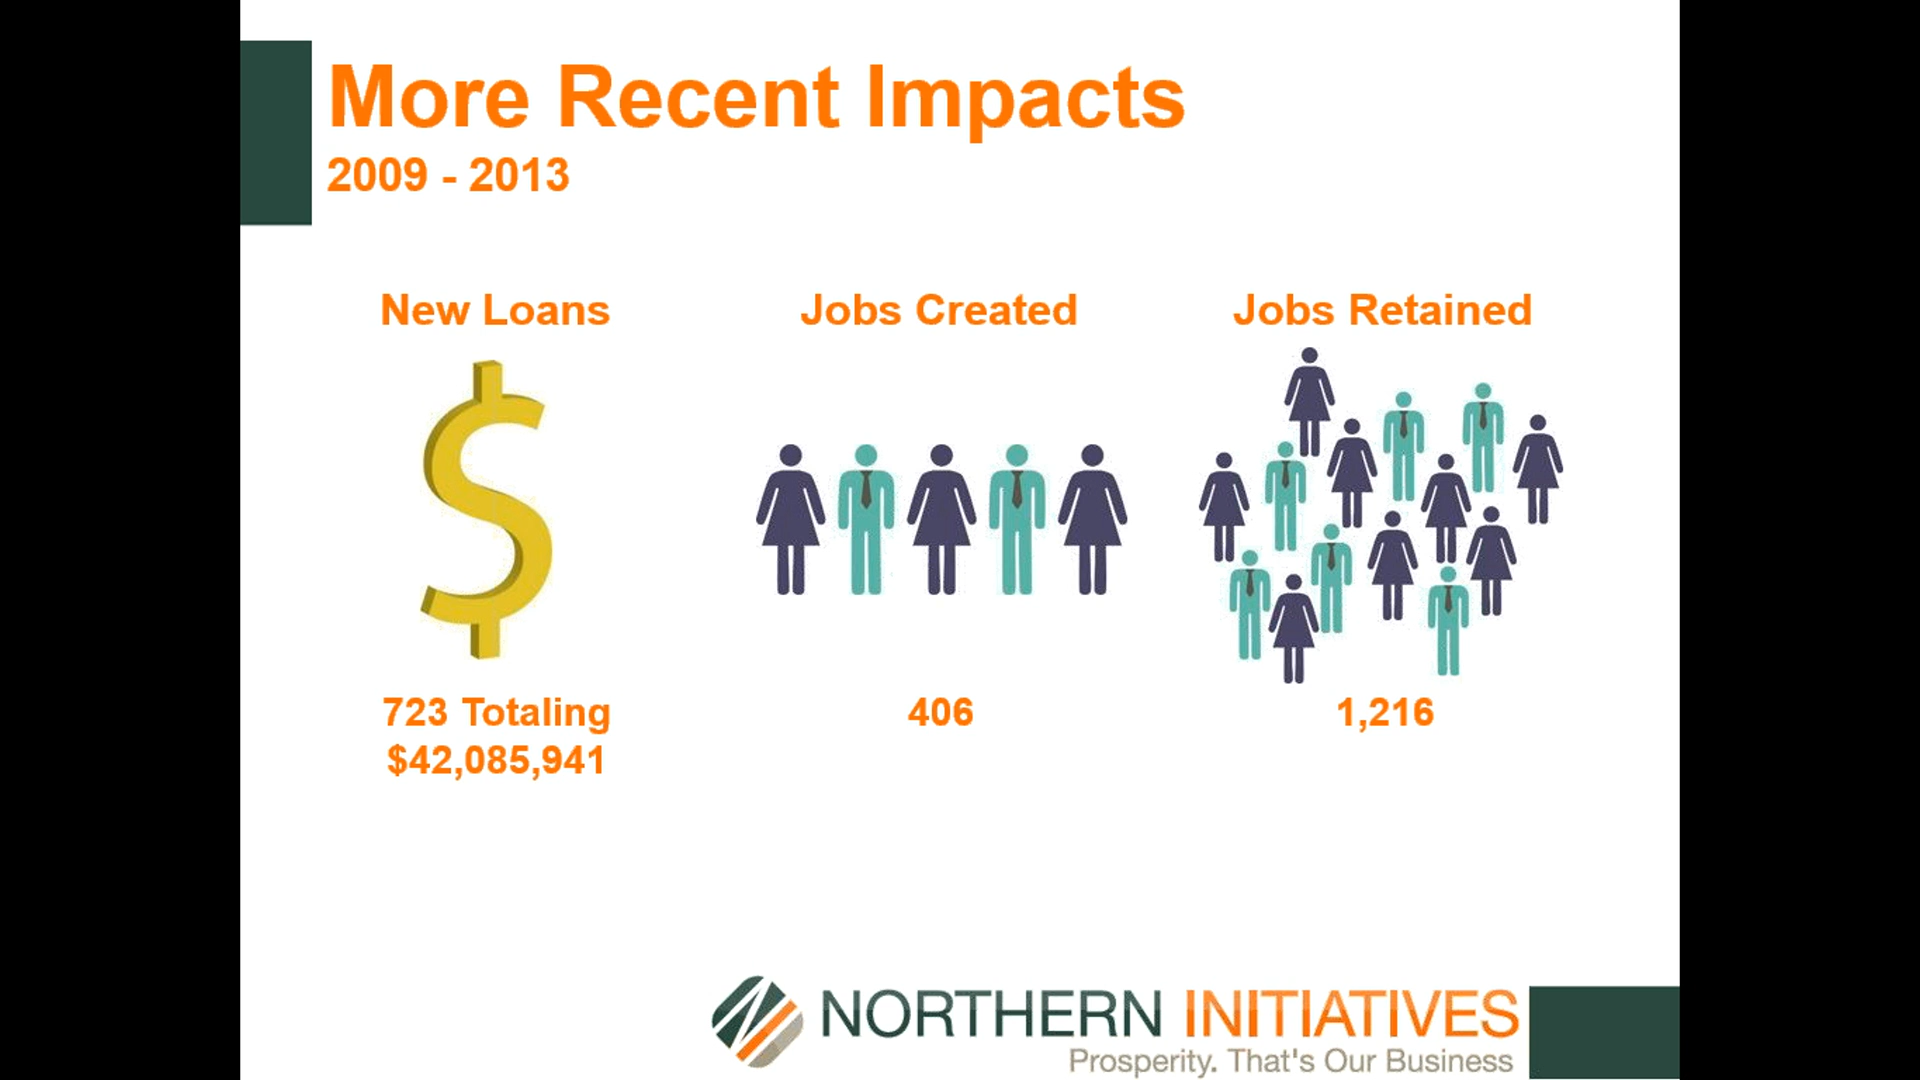 More Recent Impacts
2009 - 2013
New Loans
Jobs Created
Jobs Retained
723 Totaling
$42,085,941
406
1,216
NORTHERN INITIATIVES
Prosperity. That's Our Business